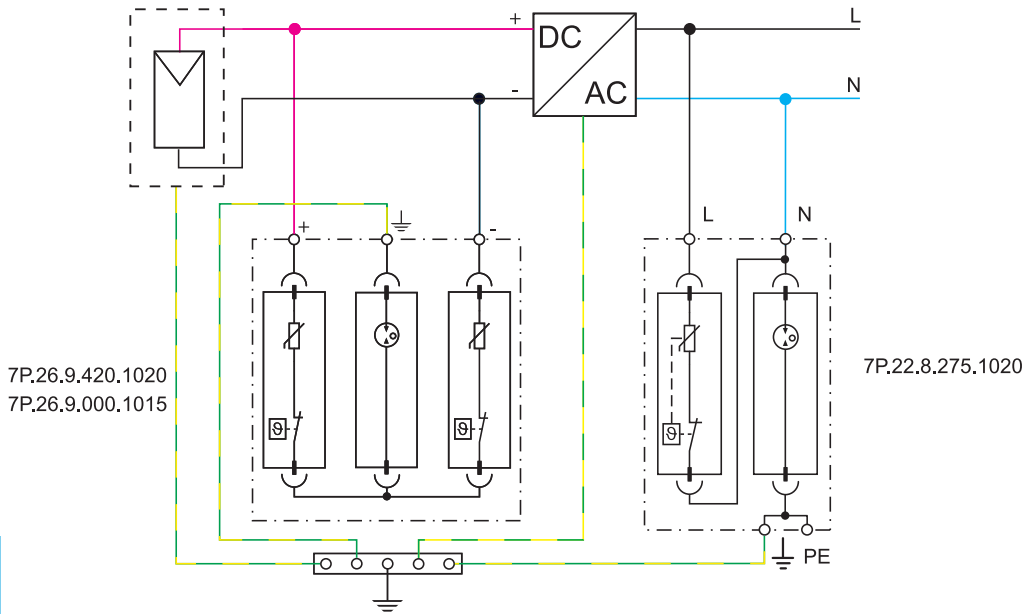 +
DC
L
-
AC
N
+
-
L
N
ϑ
ϑ
ϑ
7P.26.9.420.1020
7P.26.9.000.1015
7P.22.8.275.1020
PE